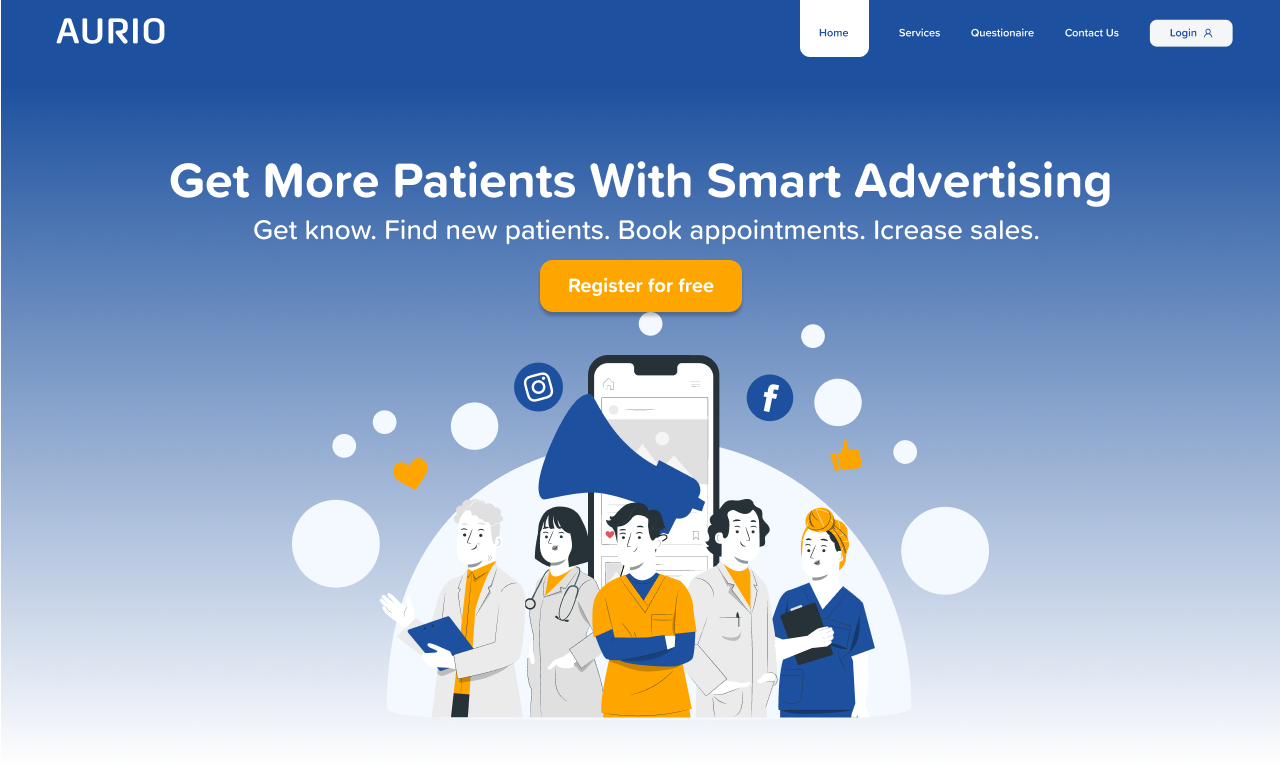 AURIO
Home
Services
Questionaire
Contact Us
Login
Get More Patients With Smart Advertising
Get know. Find new patients. Book appointments. Icrease sales.
Register for free